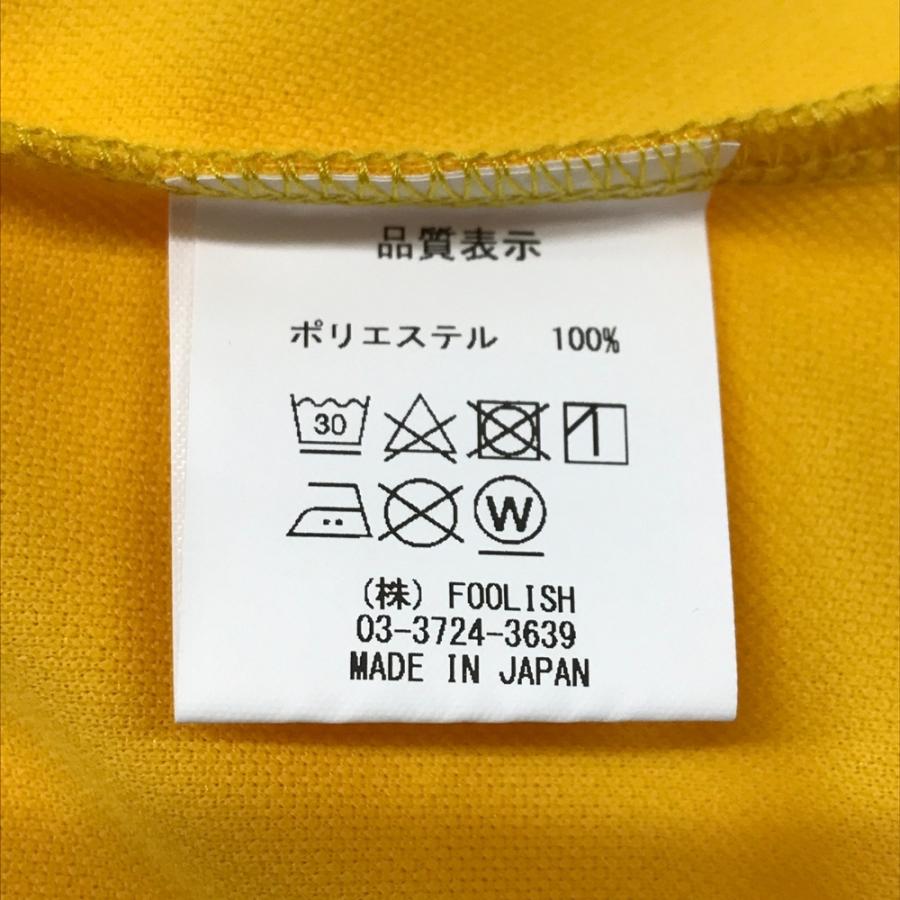 品質表示
ポリエステル 100%
30
W
(株) FOOLISH
03-3724-3639
MADE IN JAPAN